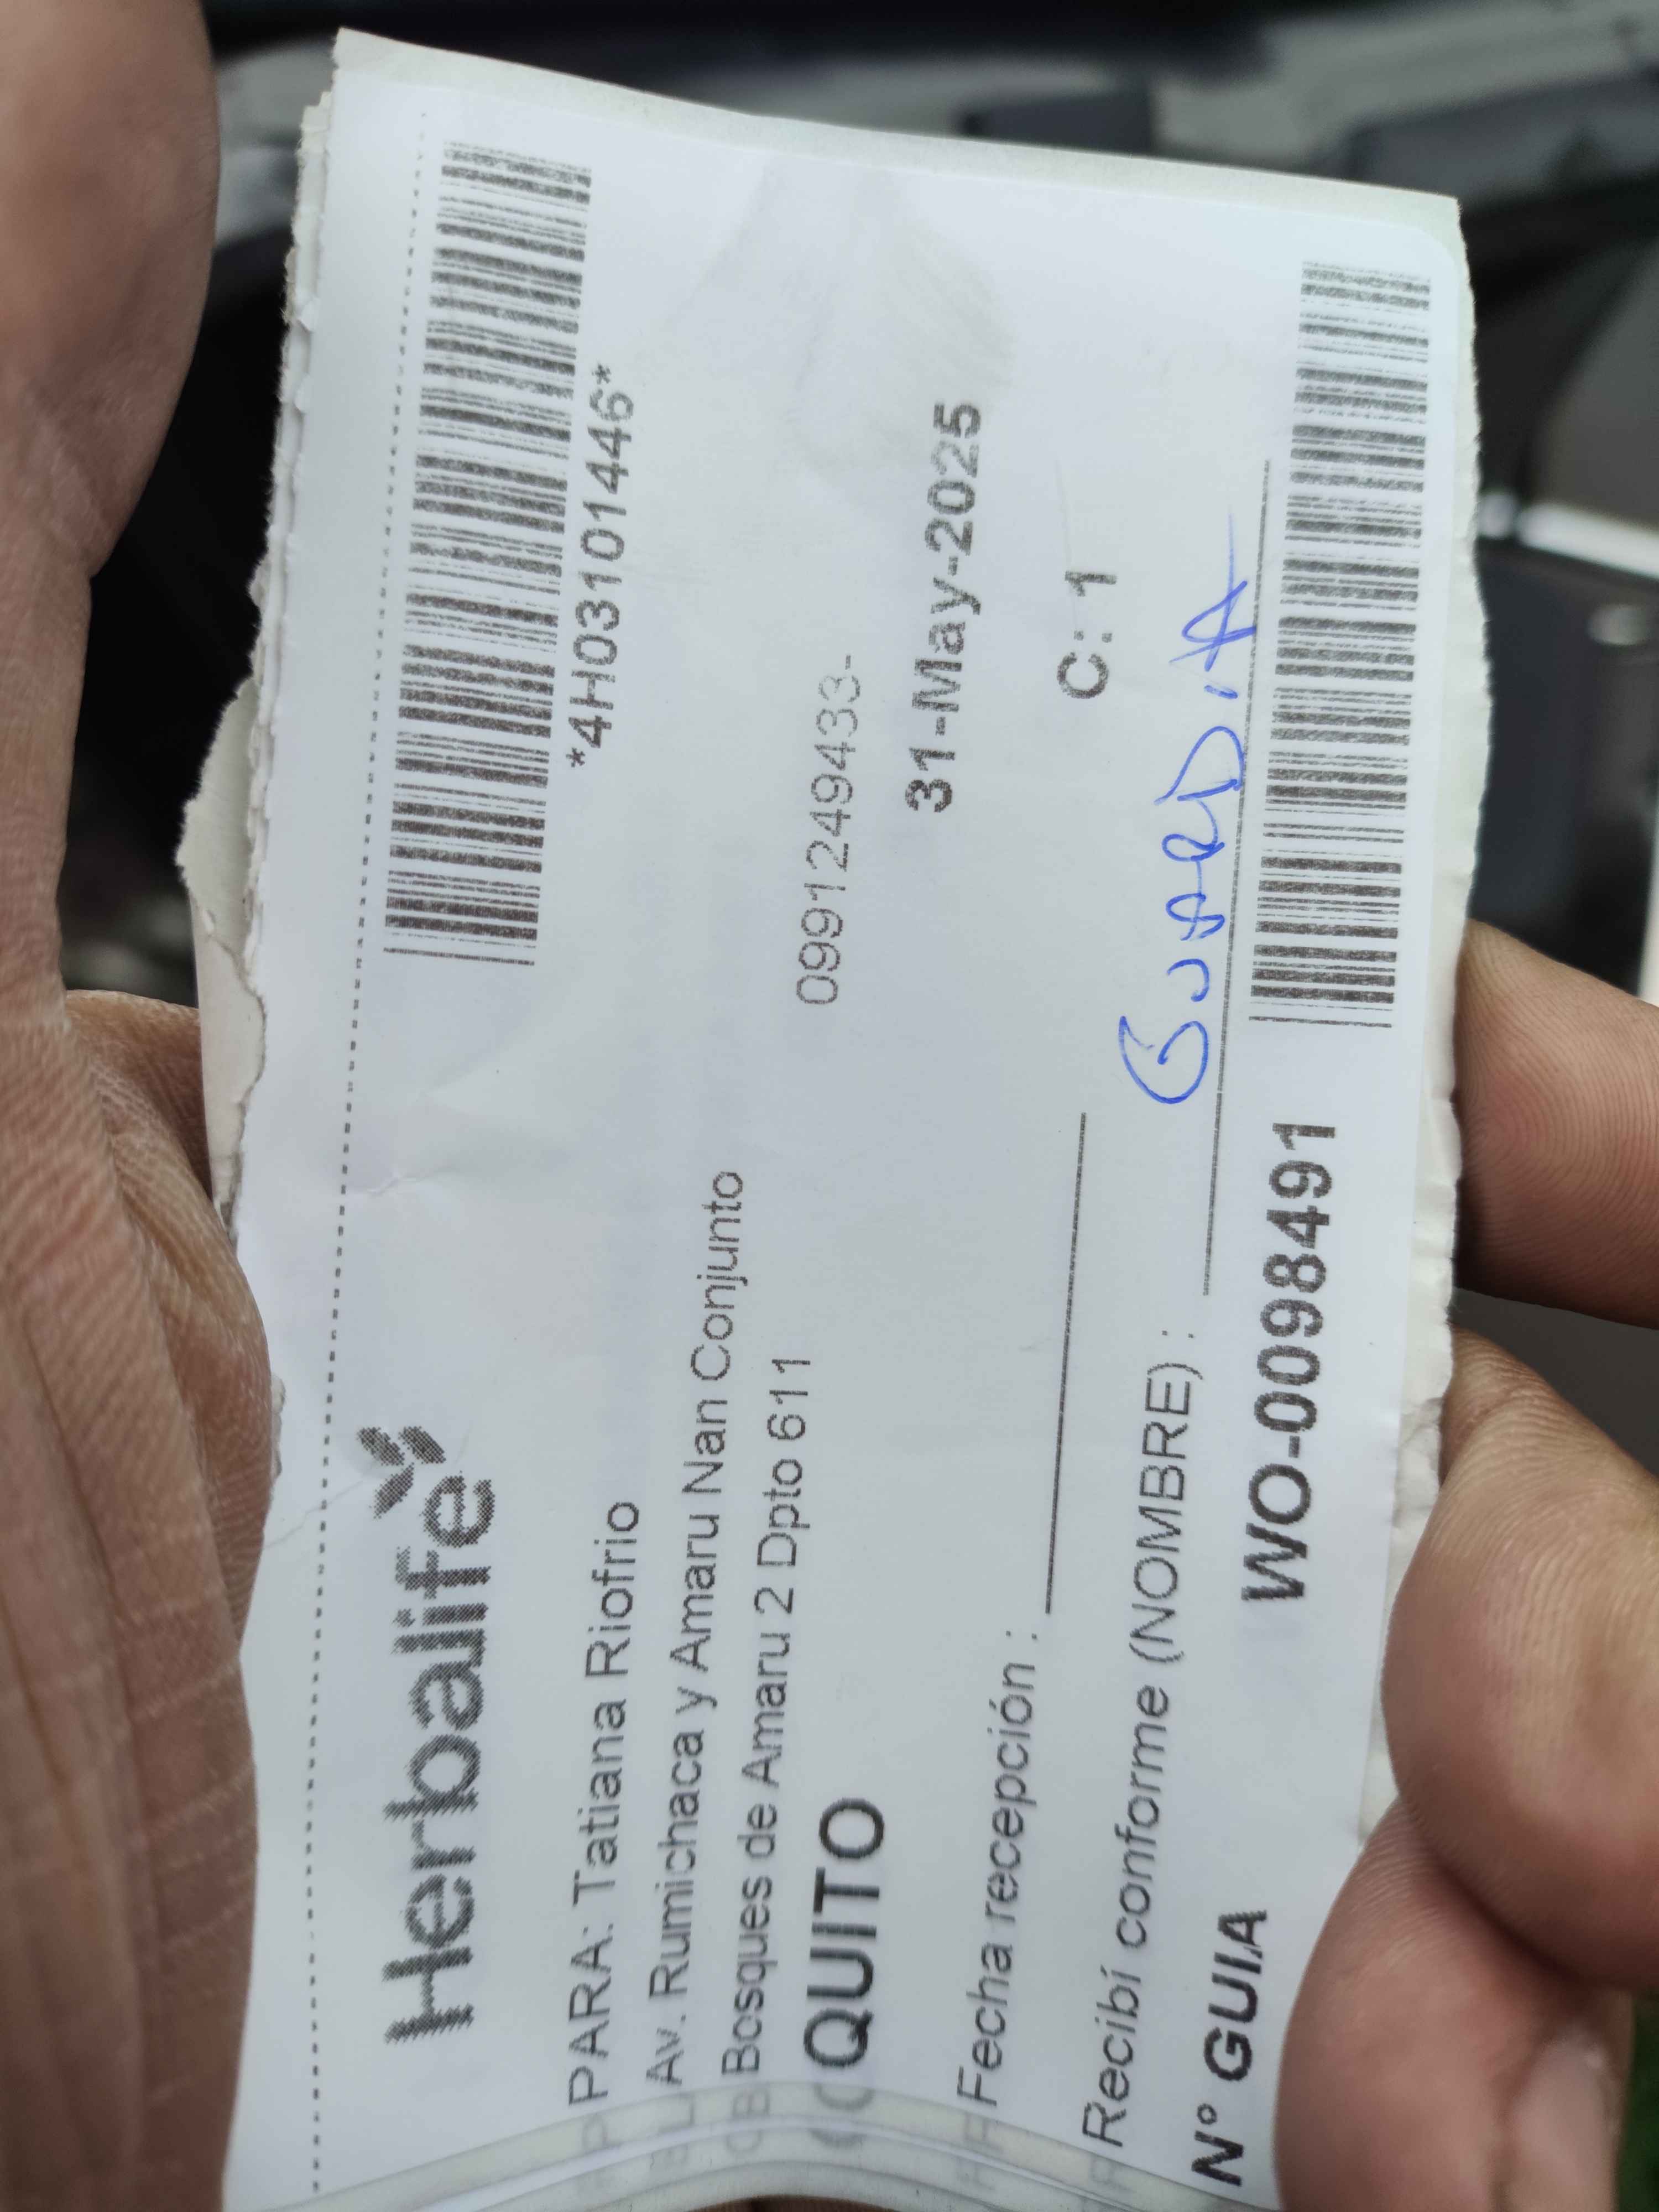 Herbalife
*4H03101446*
PARA: Tatiana Riofrio
Av. Rumichaca y Amaru Nan Conjunto
Bosques de Amaru 2 Dpto 611
QUITO
0991249433-
31-May-2025
Fecha recepción :
C: 1
Recibí conforme (NOMBRE) : GUARDIA
N° GUIA WO-0098491